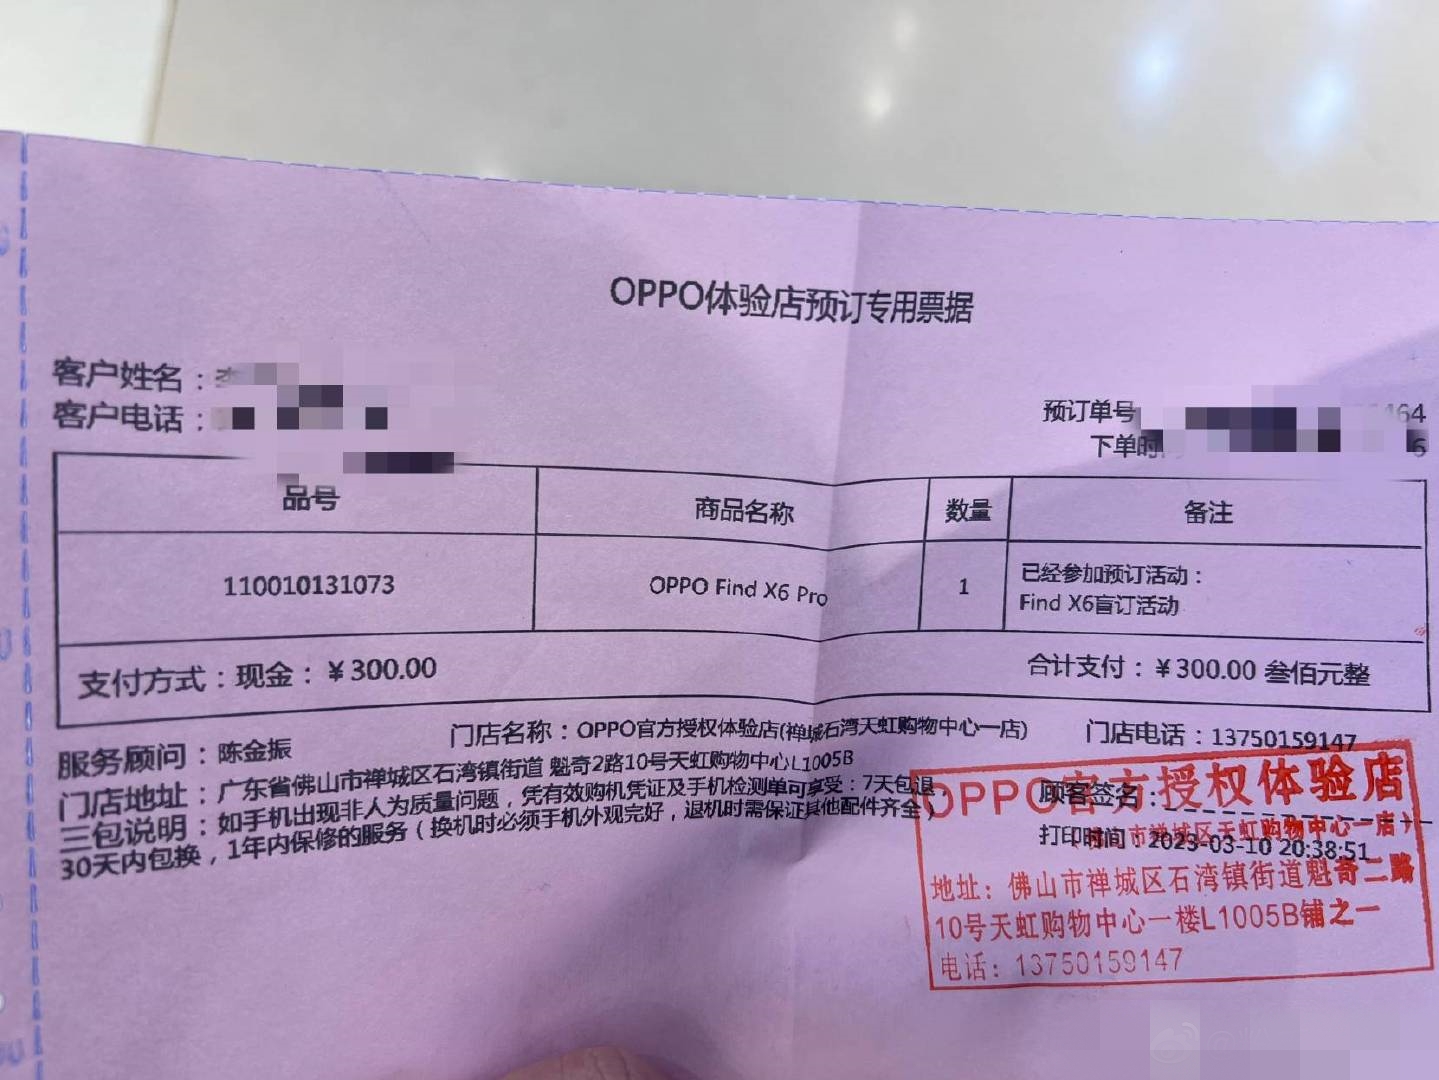 OPPO体验店预订专用票据
客户姓名：
客户电话：
预订单号 464
下单时 6
品号 商品名称 数量 备注
110010131073 OPPO Find X6 Pro 1 已经参加预订活动：
Find X6盲订活动
支付方式：现金：￥300.00 合计支付：￥300.00 叁佰元整
服务顾问：陈金振 门店名称：OPPO官方授权体验店(禅城石湾天虹购物中心一店) 门店电话：13750159147
门店地址：广东省佛山市禅城区石湾镇街道 魁奇2路10号天虹购物中心L1005B
顾客签名：
三包说明：如手机出现非人为质量问题，凭有效购机凭证及手机检测单可享受：7天包退
30天内包换，1年内保修的服务（换机时必须手机外观完好，退机时需保证其他配件齐全）
打印时间：2023-03-10 20:38:51
OPPO官方授权体验店
市禅城区天虹购物中心一店）
地址：佛山市禅城区石湾镇街道魁奇二路
10号天虹购物中心一楼L1005B铺之一
电话：13750159147